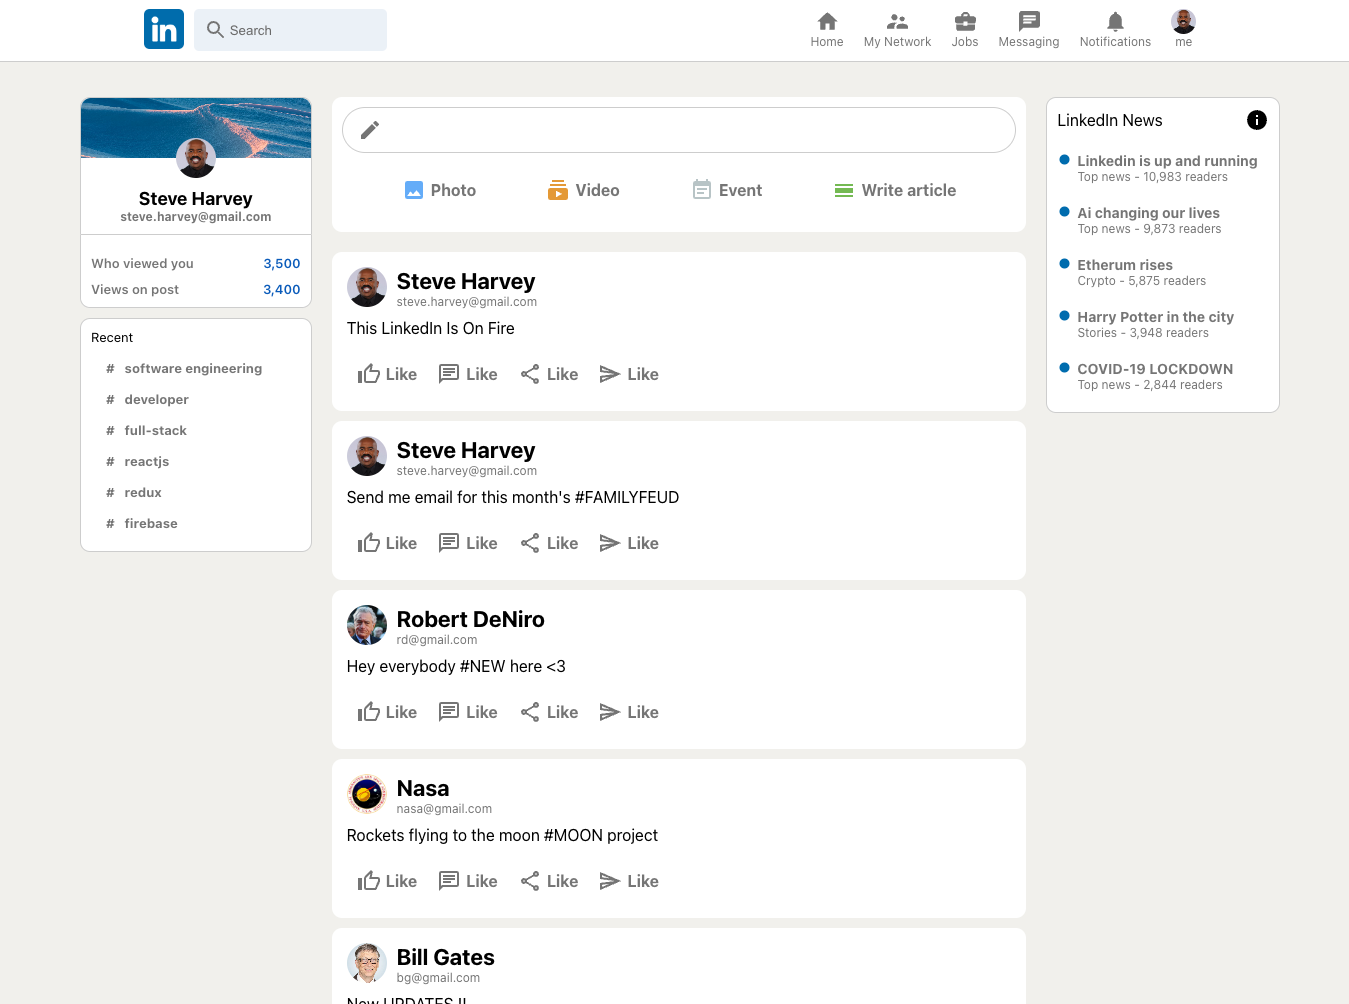 in
Search
Home
My Network
Jobs
Messaging
Notifications
me
Steve Harvey
steve.harvey@gmail.com
Who viewed you 3,500
Views on post 3,400
Recent
# software engineering
# developer
# full-stack
# reactjs
# redux
# firebase
Photo
Video
Event
Write article
Steve Harvey
steve.harvey@gmail.com
This LinkedIn Is On Fire
Like Like Like Like
Steve Harvey
steve.harvey@gmail.com
Send me email for this month's #FAMILYFEUD
Like Like Like Like
Robert DeNiro
rd@gmail.com
Hey everybody #NEW here <3
Like Like Like Like
Nasa
nasa@gmail.com
Rockets flying to the moon #MOON project
Like Like Like Like
Bill Gates
bg@gmail.com
New UPDATES !!
LinkedIn News
Linkedin is up and running
Top news - 10,983 readers
Ai changing our lives
Top news - 9,873 readers
Etherum rises
Crypto - 5,875 readers
Harry Potter in the city
Stories - 3,948 readers
COVID-19 LOCKDOWN
Top news - 2,844 readers